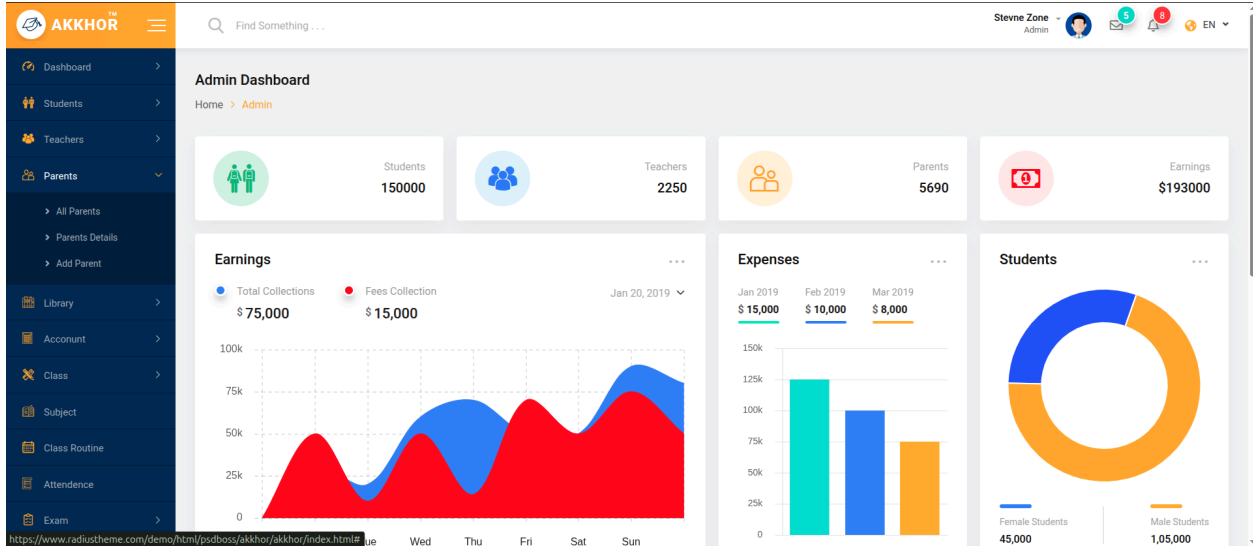 AKKHOR™
Find Something . . .
Stevne Zone
Admin
5
8
EN
Dashboard
Students
Teachers
Parents
All Parents
Parents Details
Add Parent
Library
Acconunt
Class
Subject
Class Routine
Attendence
Exam
Admin Dashboard
Home > Admin
Students
150000
Teachers
2250
Parents
5690
Earnings
$193000
Earnings
Total Collections
$ 75,000
Fees Collection
$ 15,000
Jan 20, 2019
100k
75k
50k
25k
0
ue Wed Thu Fri Sat Sun
Expenses
Jan 2019 Feb 2019 Mar 2019
$ 15,000 $ 10,000 $ 8,000
150k
125k
100k
75k
50k
25k
0
Students
Female Students
45,000
Male Students
1,05,000
https://www.radiustheme.com/demo/html/psdboss/akkhor/akkhor/index.html#